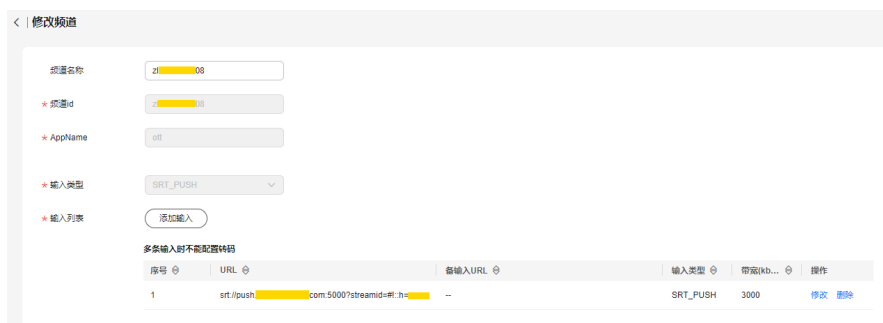 修改频道
频道名称 zl 08
* 频道id z 08
* AppName ott
* 输入类型 SRT_PUSH
* 输入列表 添加输入
多条输入时不能配置转码
序号 URL 备输入URL 输入类型 带宽(kb... 操作
1 srt://push. com:5000?streamid=#!::h= -- SRT_PUSH 3000 修改 删除